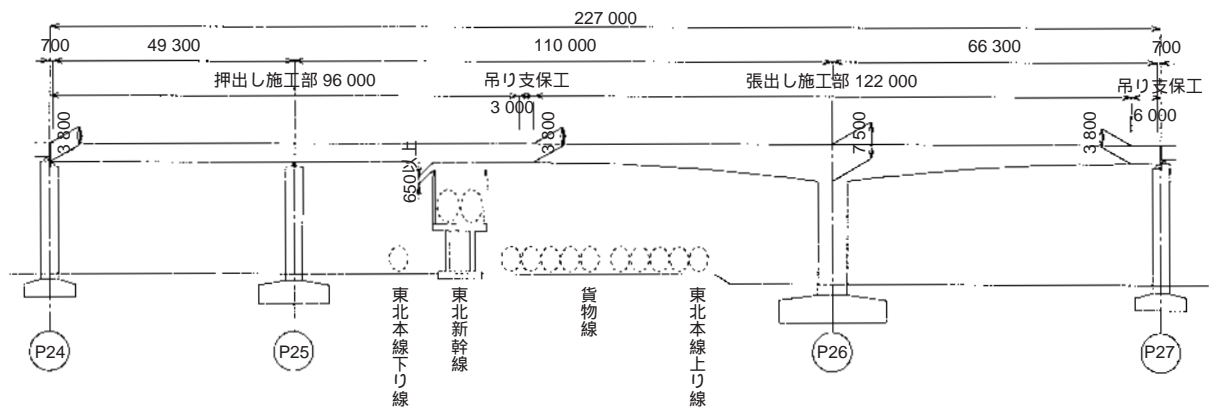 227 000
700 49 300 110 000 66 300 700
押出し施工部 96 000 吊り支保工 張出し施工部 122 000 吊り支保工
3 000 6 000
3 800
650以上
3 800
7 500
3 800
東北本線下り線
東北新幹線
貨物線
東北本線上り線
P24 P25 P26 P27